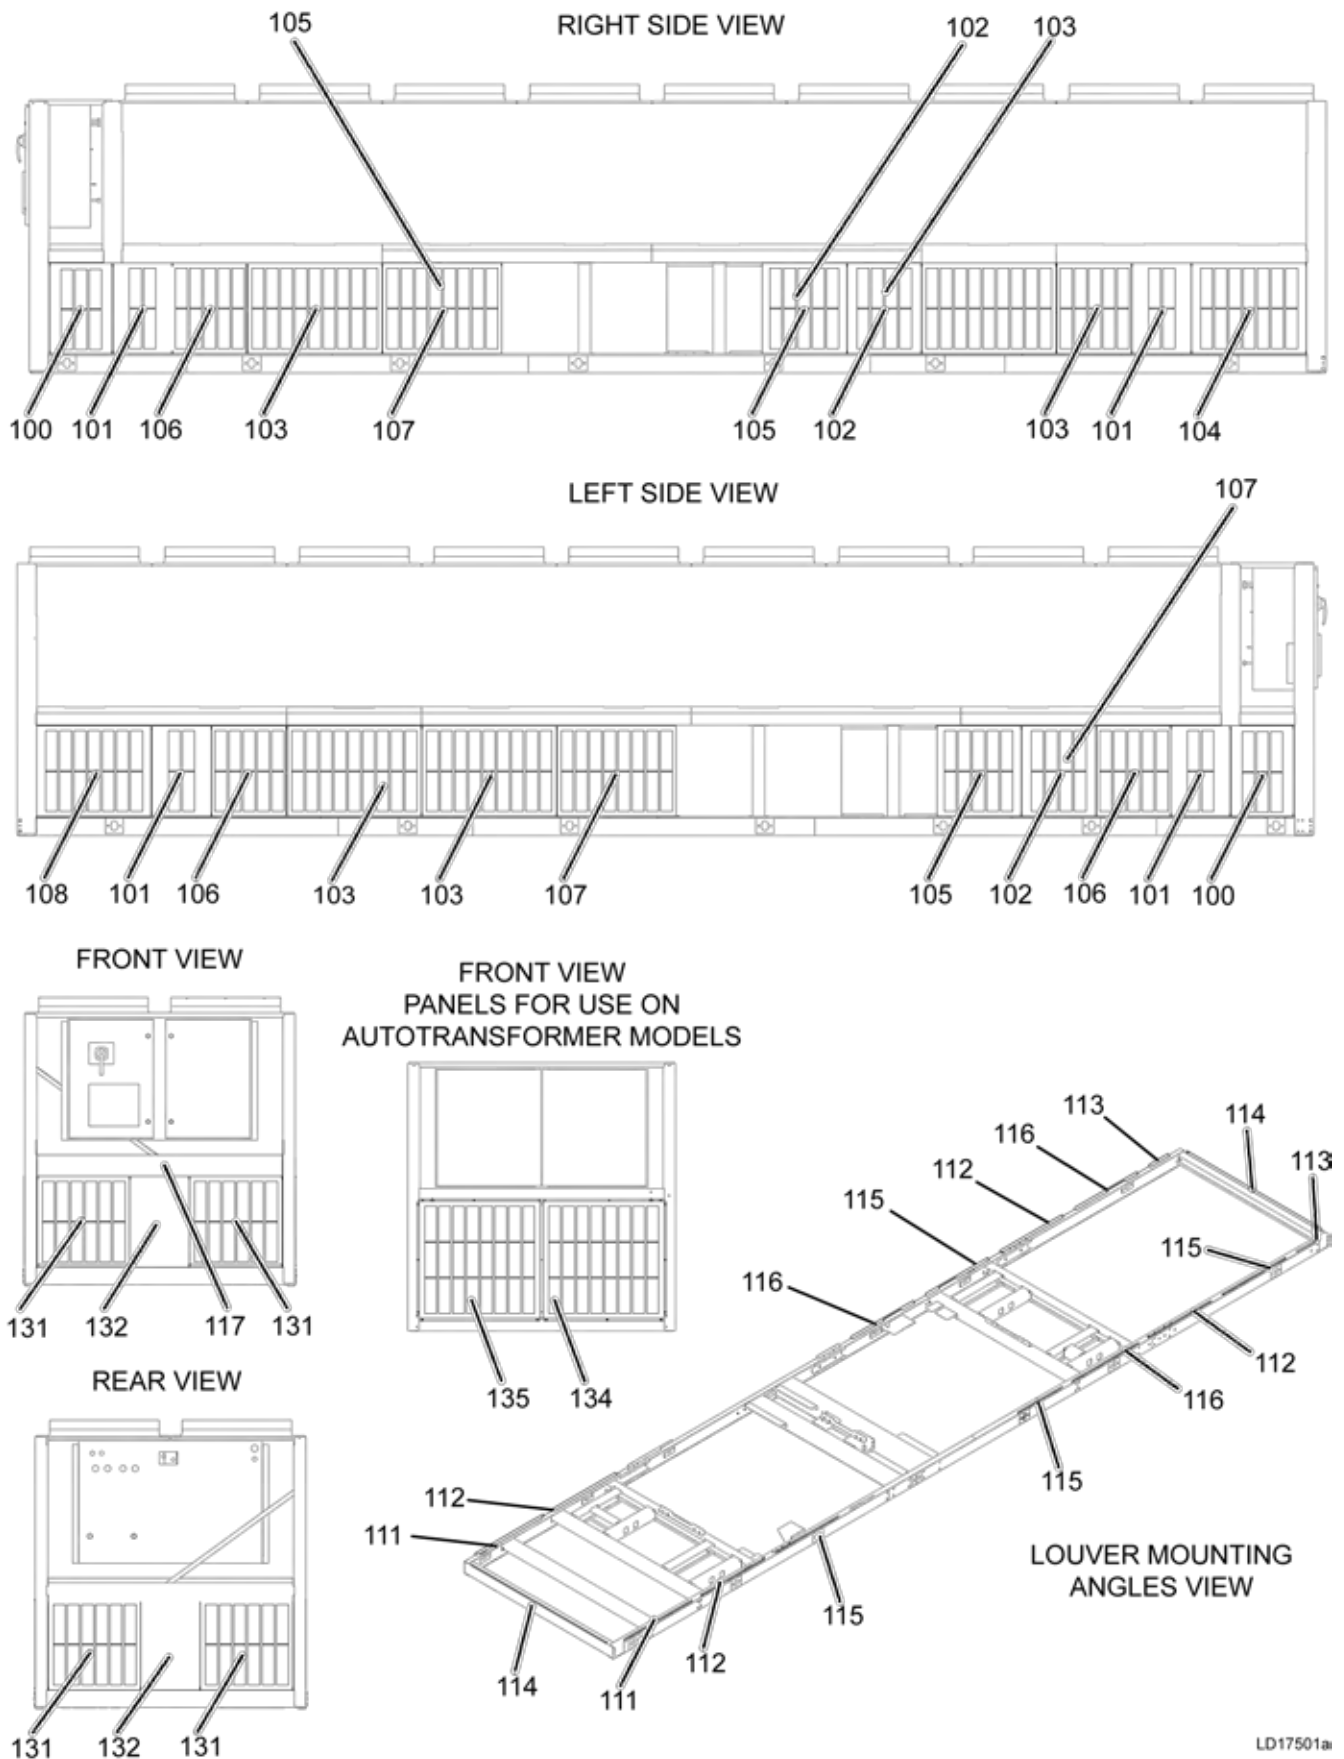 RIGHT SIDE VIEW
105 102 103
100 101 106 103 107 105 102 103 101 104
LEFT SIDE VIEW
107
108 101 106 103 103 107 105 102 106 101 100
FRONT VIEW
131 132 117 131
FRONT VIEW
PANELS FOR USE ON
AUTOTRANSFORMER MODELS
135 134
REAR VIEW
131 132 131
113
114
116
112
113
115
115
116
112
116
115
112
111
115
112
114
111
LOUVER MOUNTING
ANGLES VIEW